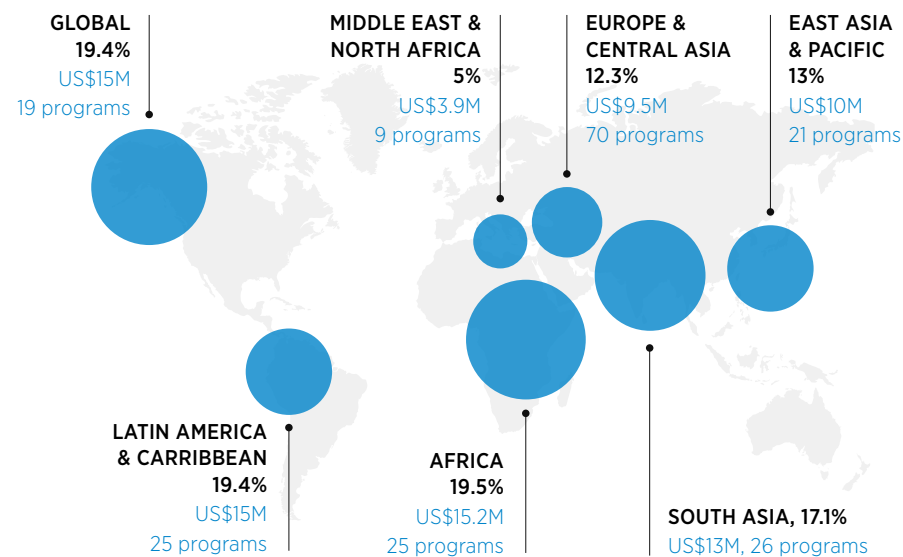 GLOBAL
19.4%
US$15M
19 programs
MIDDLE EAST &
NORTH AFRICA
5%
US$3.9M
9 programs
EUROPE &
CENTRAL ASIA
12.3%
US$9.5M
70 programs
EAST ASIA
& PACIFIC
13%
US$10M
21 programs
LATIN AMERICA
& CARRIBBEAN
19.4%
US$15M
25 programs
AFRICA
19.5%
US$15.2M
25 programs
SOUTH ASIA, 17.1%
US$13M, 26 programs